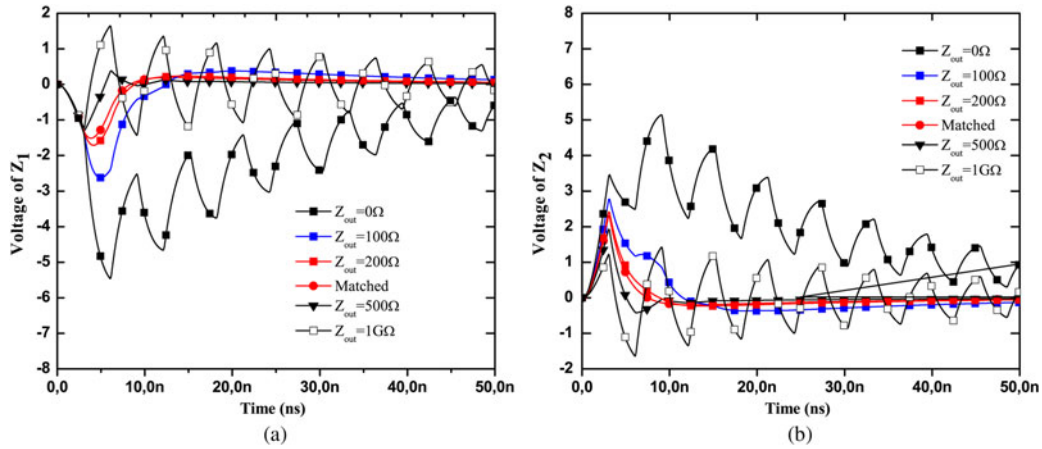 2
1
0
-1
-2
-3
-4
-5
-6
-7
-8
Voltage of Z1
0,0
10,0n
20,0n
30,0n
40,0n
50,0n
Time (ns)
Zout=0Ω
Zout=100Ω
Zout=200Ω
Matched
Zout=500Ω
Zout=1GΩ
(a)
8
7
6
5
4
3
2
1
0
-1
-2
Voltage of Z2
0,0
10,0n
20,0n
30,0n
40,0n
50,0n
Time (ns)
Zout=0Ω
Zout=100Ω
Zout=200Ω
Matched
Zout=500Ω
Zout=1GΩ
(b)